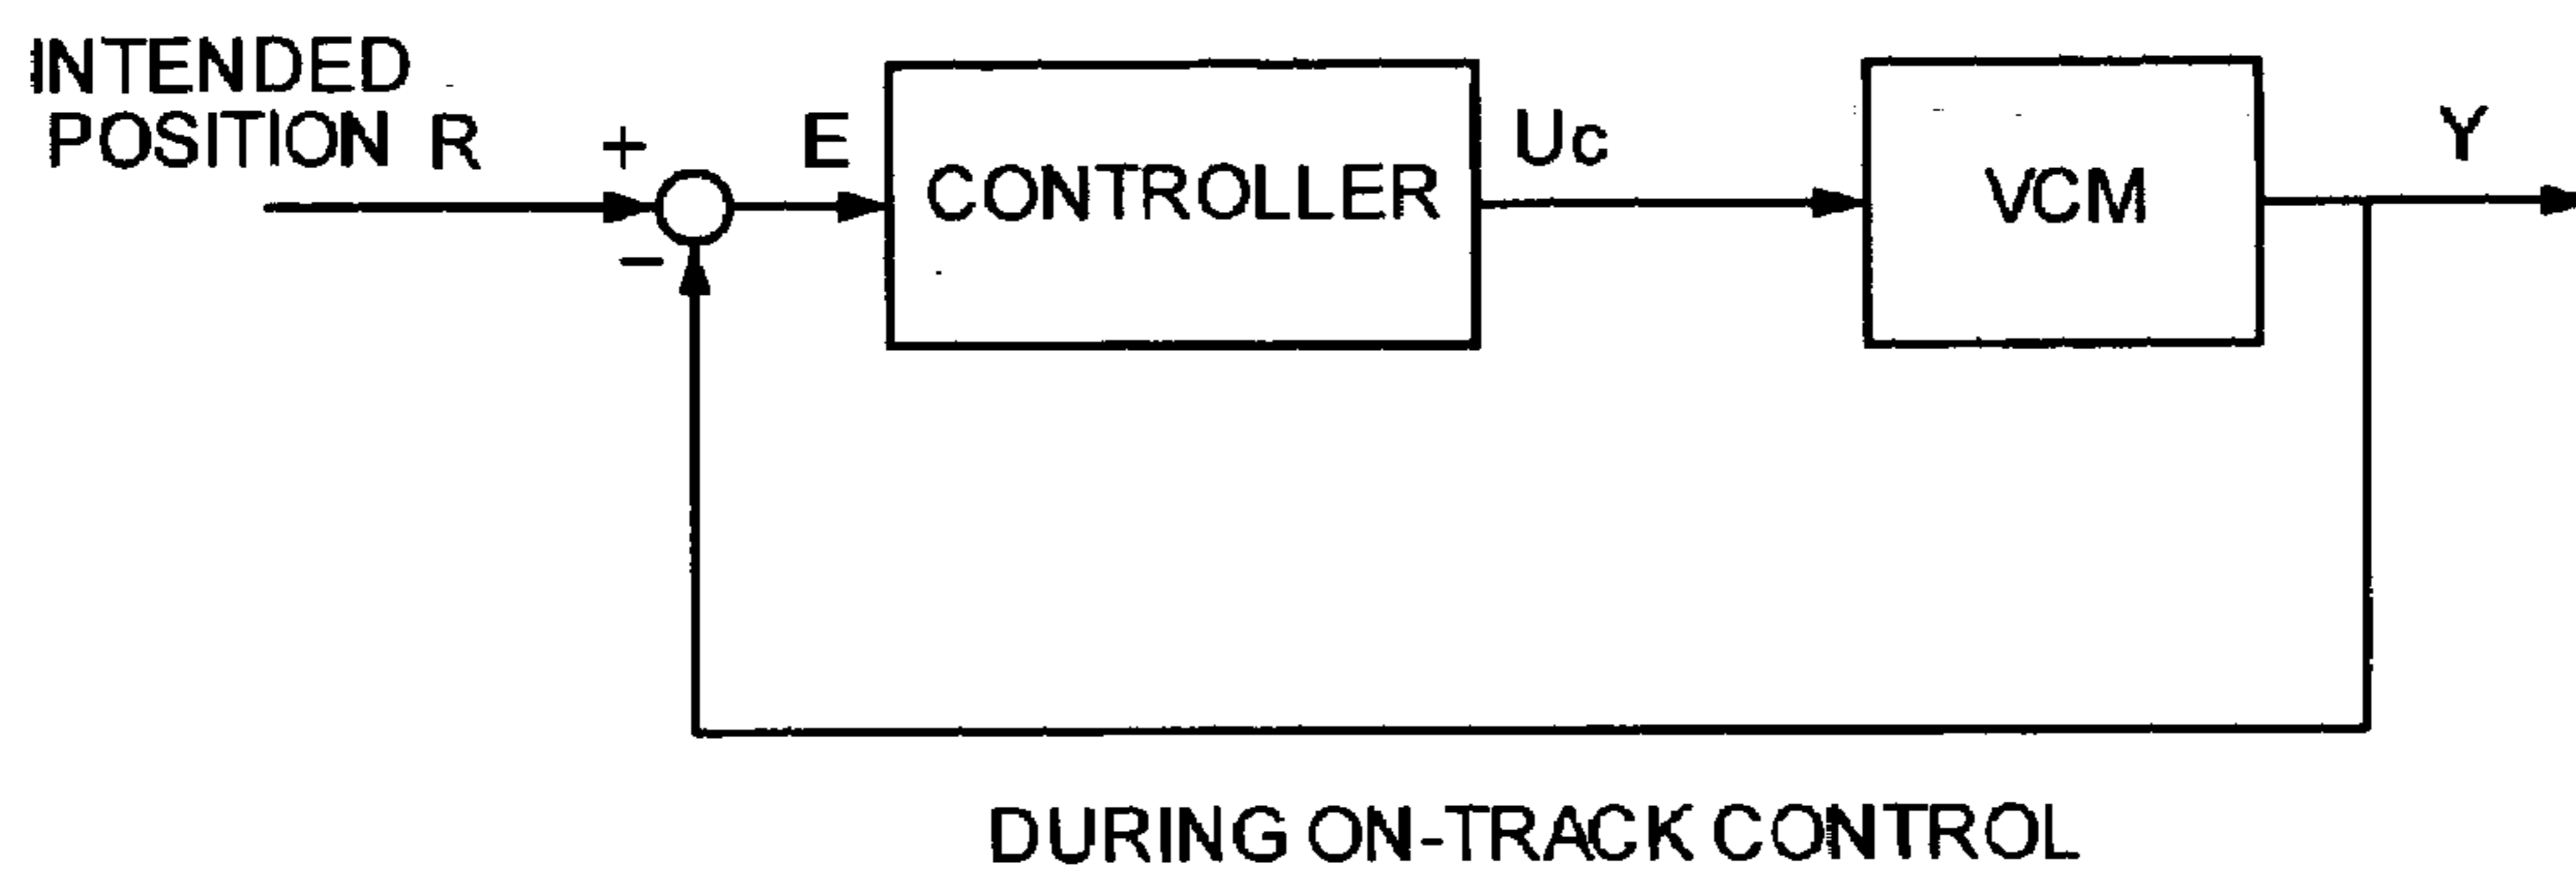 INTENDED
POSITION R
+
−
E
CONTROLLER
Uc
VCM
Y
DURING ON-TRACK CONTROL